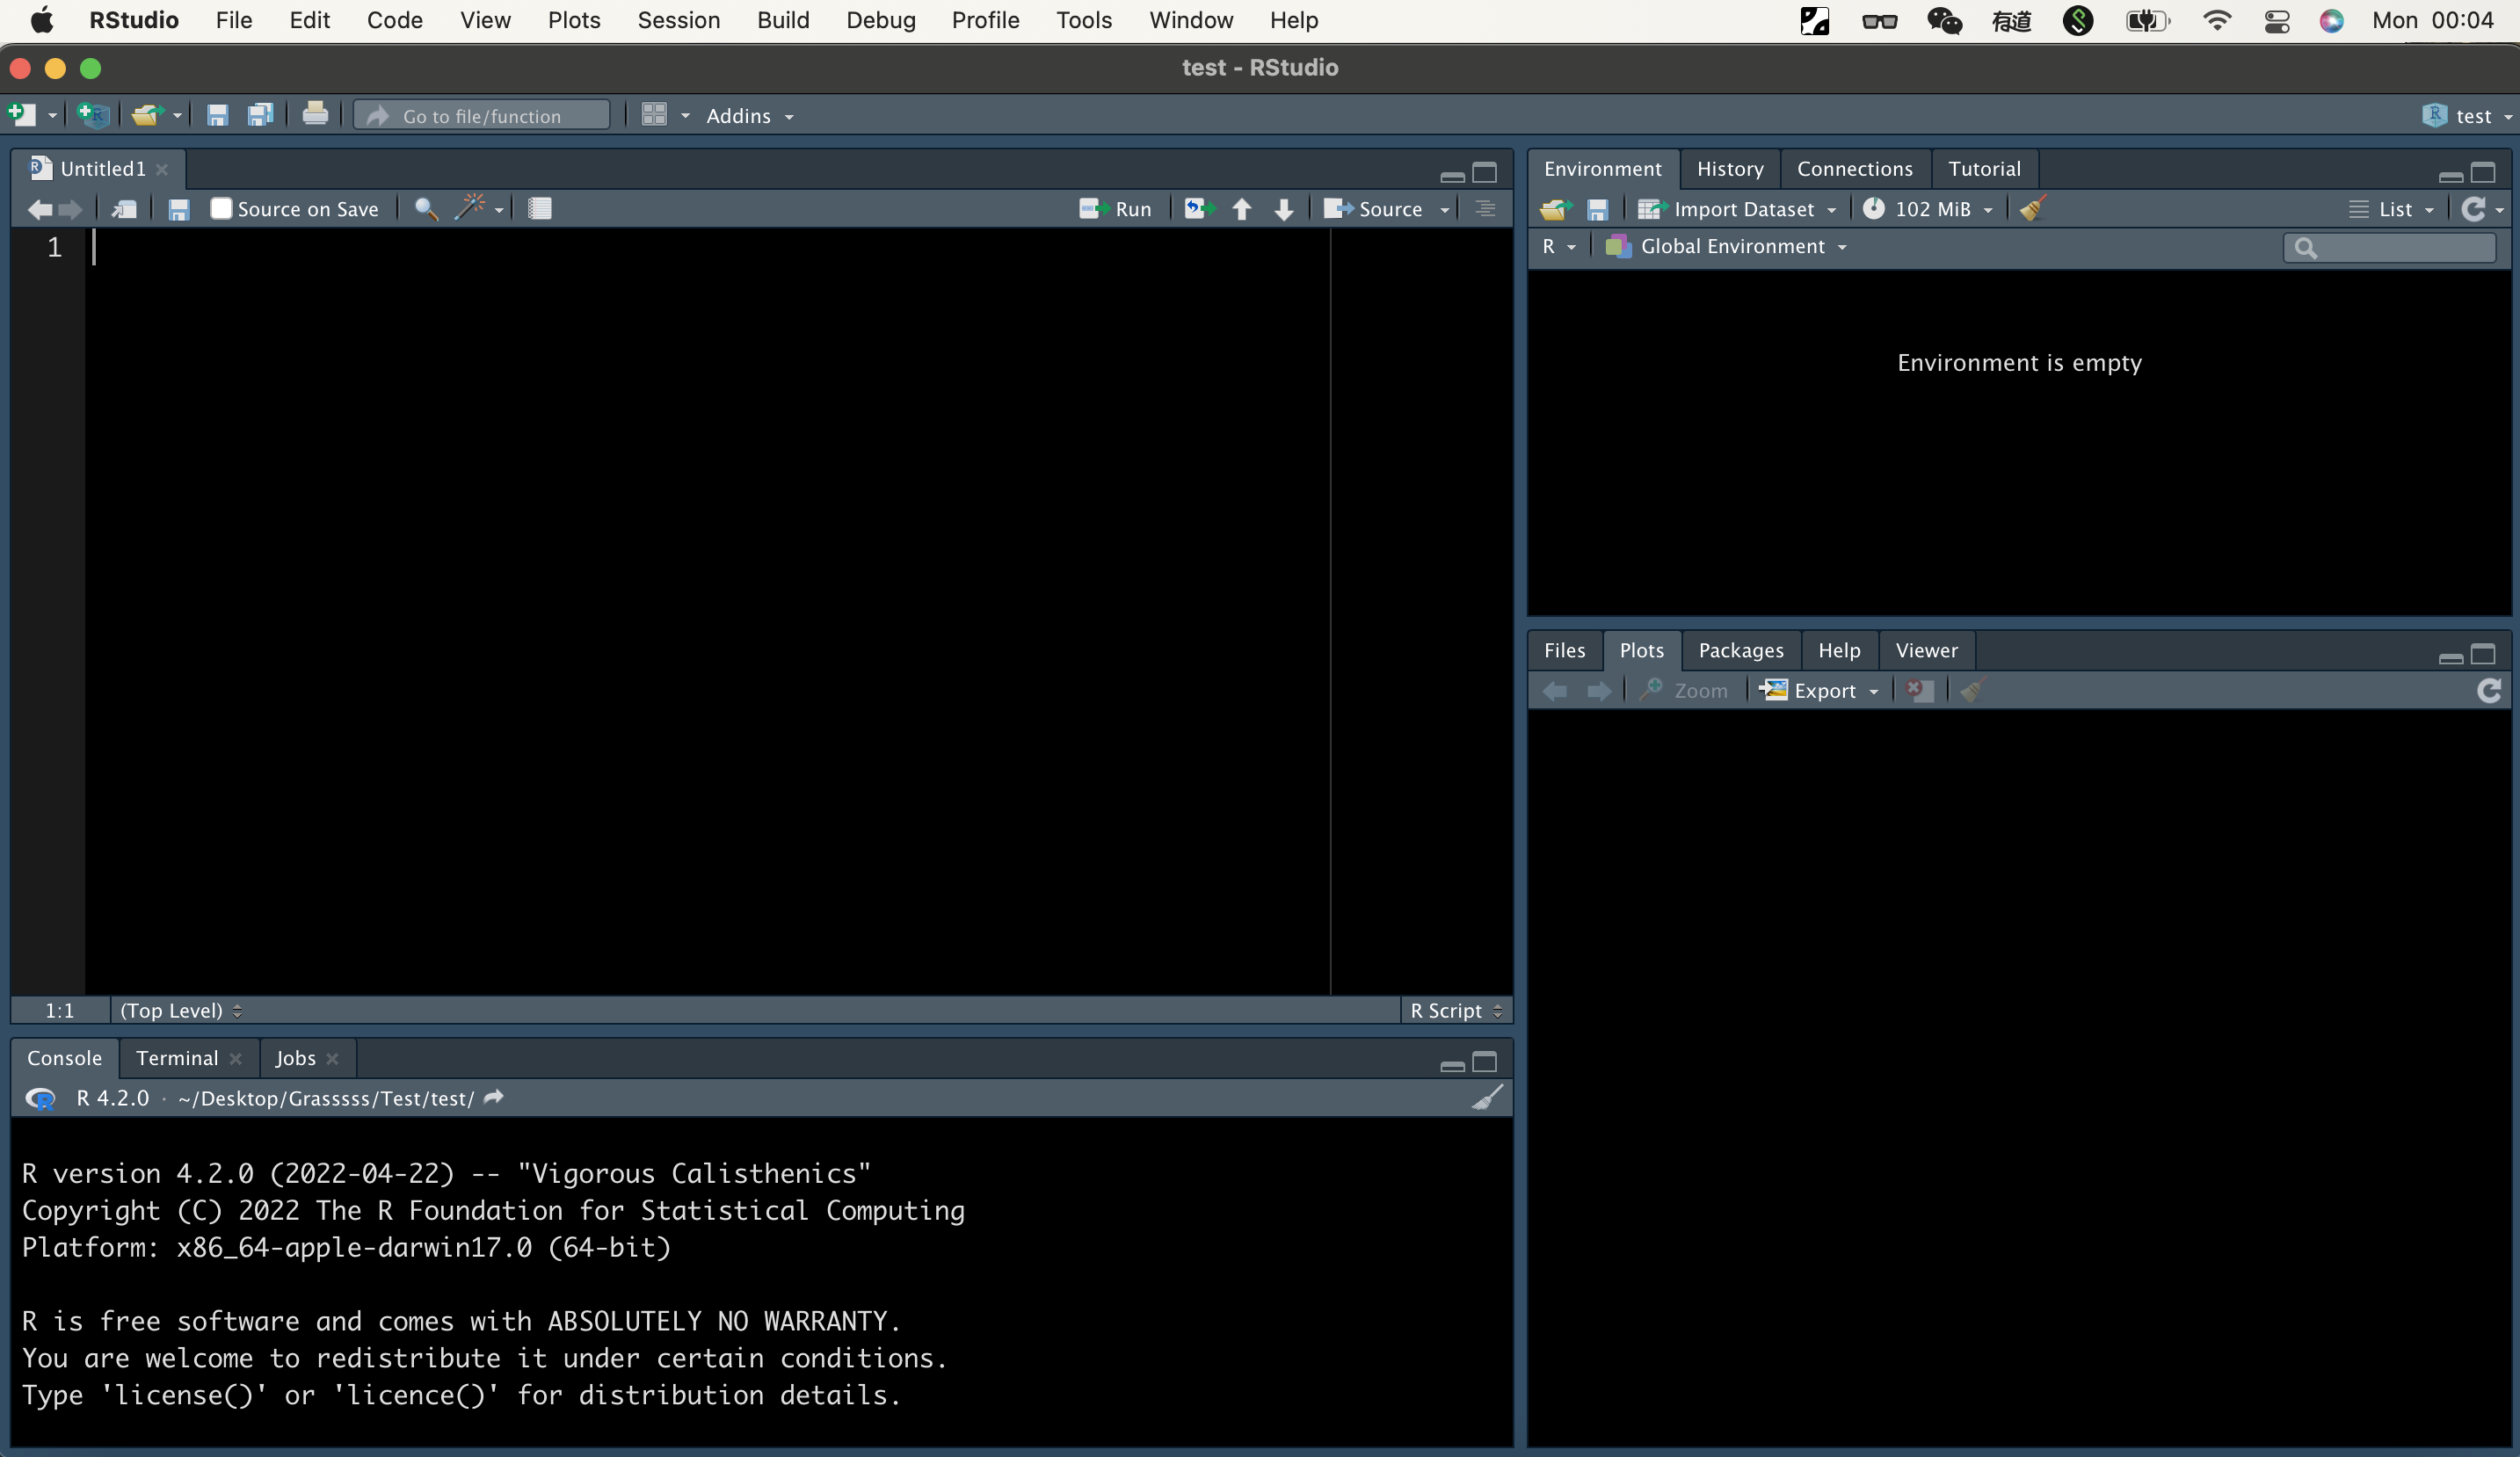 RStudio File Edit Code View Plots Session Build Debug Profile Tools Window Help 有道 Mon 00:04
test - RStudio
Go to file/function Addins test
Untitled1
Source on Save Run Source
1
1:1 (Top Level) R Script
Console Terminal Jobs
R 4.2.0 · ~/Desktop/Grasssss/Test/test/
R version 4.2.0 (2022-04-22) -- "Vigorous Calisthenics"
Copyright (C) 2022 The R Foundation for Statistical Computing
Platform: x86_64-apple-darwin17.0 (64-bit)
R is free software and comes with ABSOLUTELY NO WARRANTY.
You are welcome to redistribute it under certain conditions.
Type 'license()' or 'licence()' for distribution details.
Environment History Connections Tutorial
Import Dataset 102 MiB List
R Global Environment
Environment is empty
Files Plots Packages Help Viewer
Zoom Export